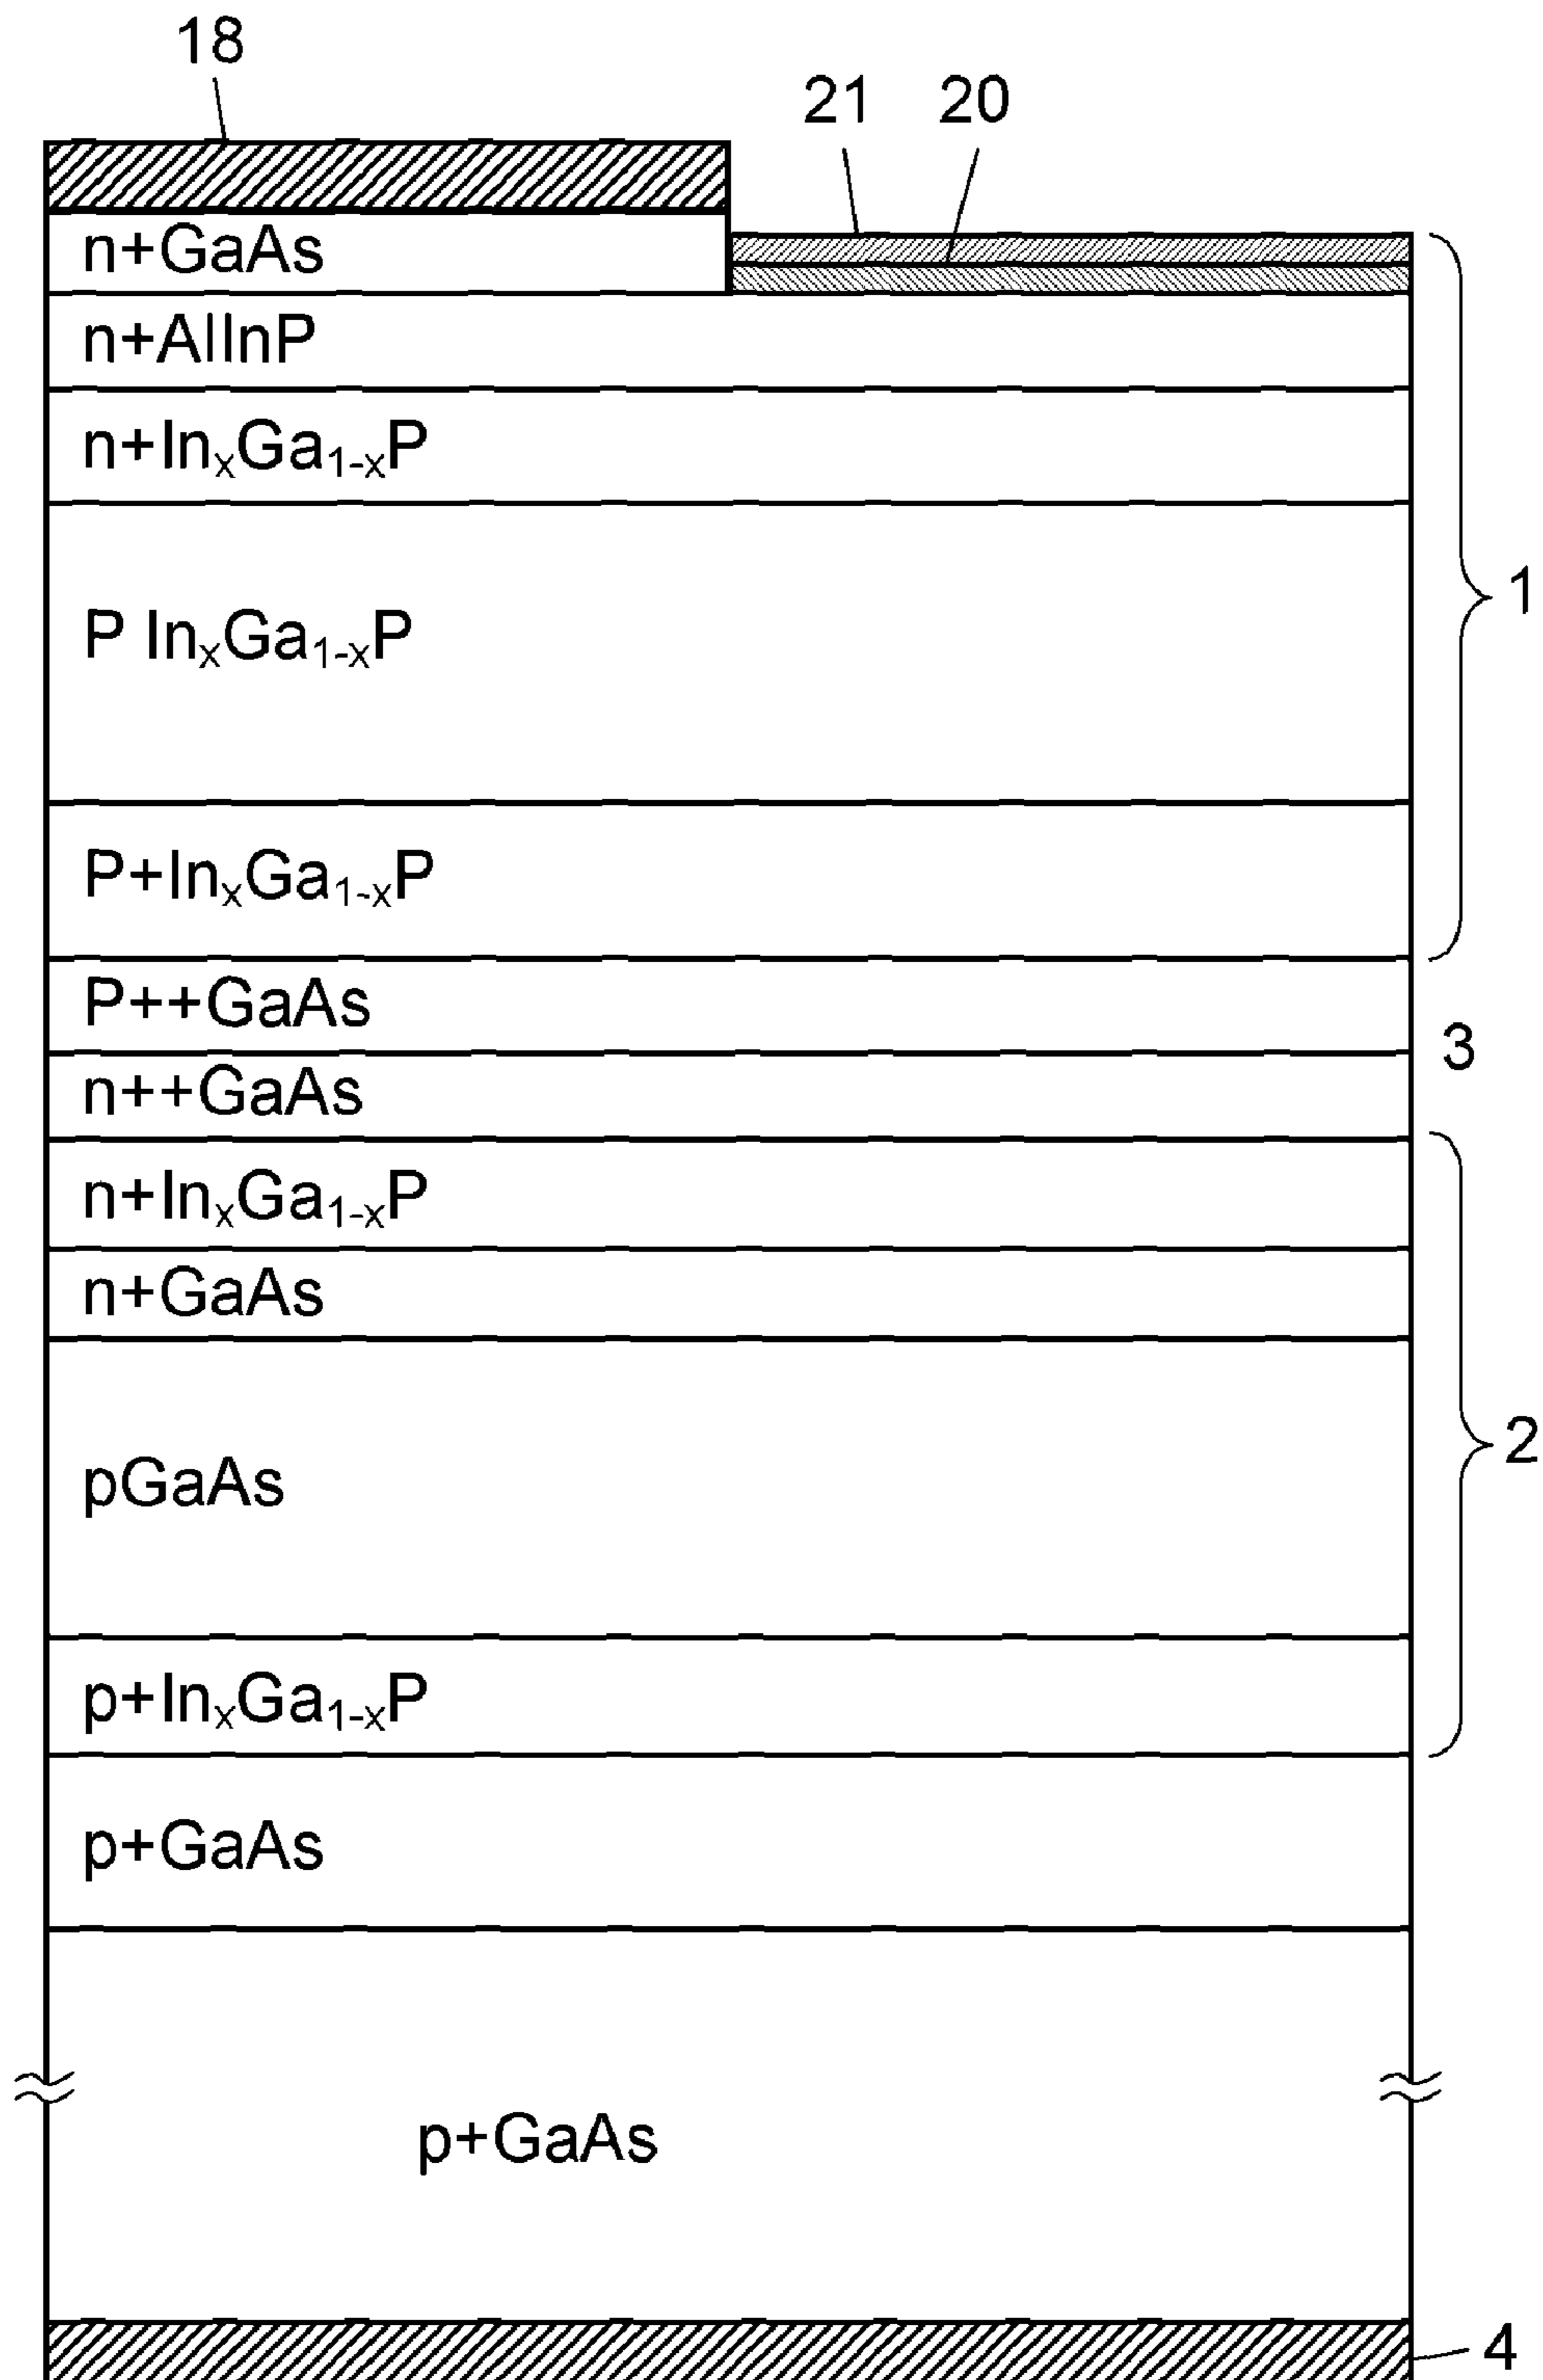 18
21 20
n+GaAs
n+AlInP
n+InₓGa₁₋ₓP
1
P InₓGa₁₋ₓP
P+InₓGa₁₋ₓP
P++GaAs
3
n++GaAs
n+InₓGa₁₋ₓP
n+GaAs
2
pGaAs
p+InₓGa₁₋ₓP
p+GaAs
p+GaAs
4